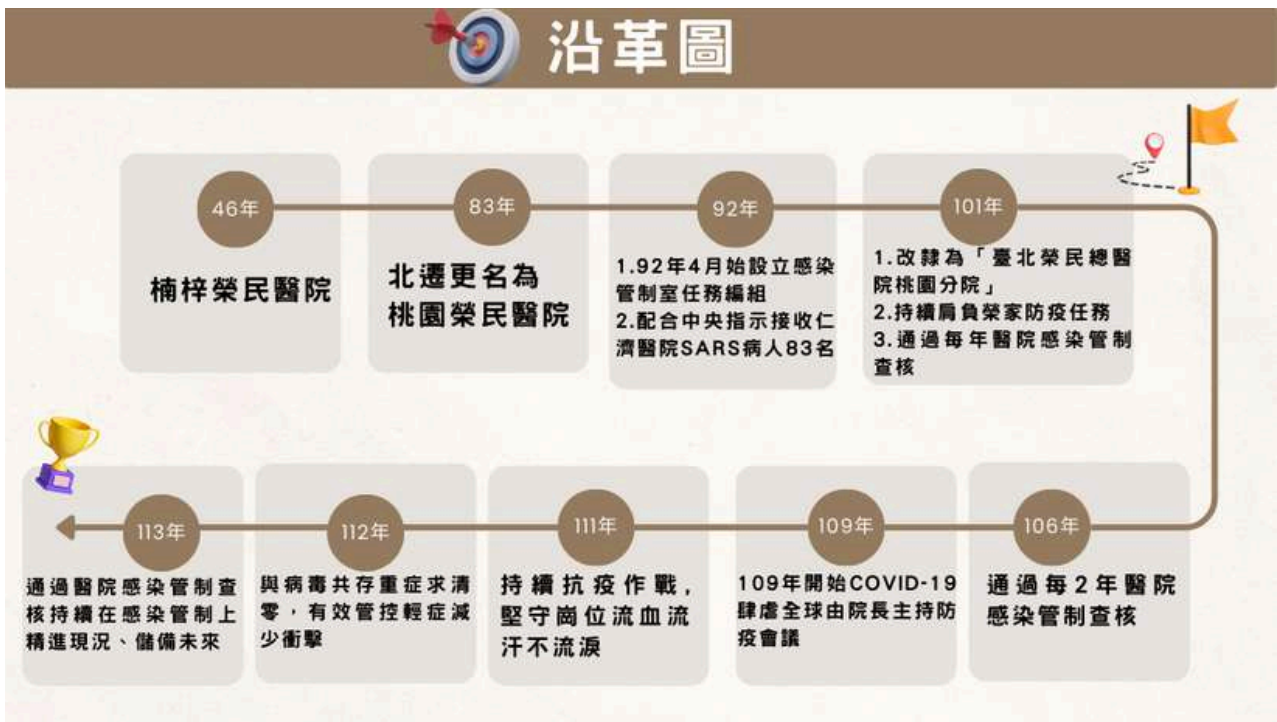 沿革圖
46年
楠梓榮民醫院
83年
北遷更名為
桃園榮民醫院
92年
1.92年4月始設立感染
管制室任務編組
2.配合中央指示接收仁
濟醫院SARS病人83名
101年
1.改隸為「臺北榮民總醫
院桃園分院」
2.持續肩負榮家防疫任務
3.通過每年醫院感染管制
查核
106年
通過每2年醫院
感染管制查核
109年
109年開始COVID-19
肆虐全球由院長主持防
疫會議
111年
持續抗疫作戰,
堅守崗位流血流
汗不流淚
112年
與病毒共存重症求清
零，有效管控輕症減
少衝擊
113年
通過醫院感染管制查
核持續在感染管制上
精進現況、儲備未來